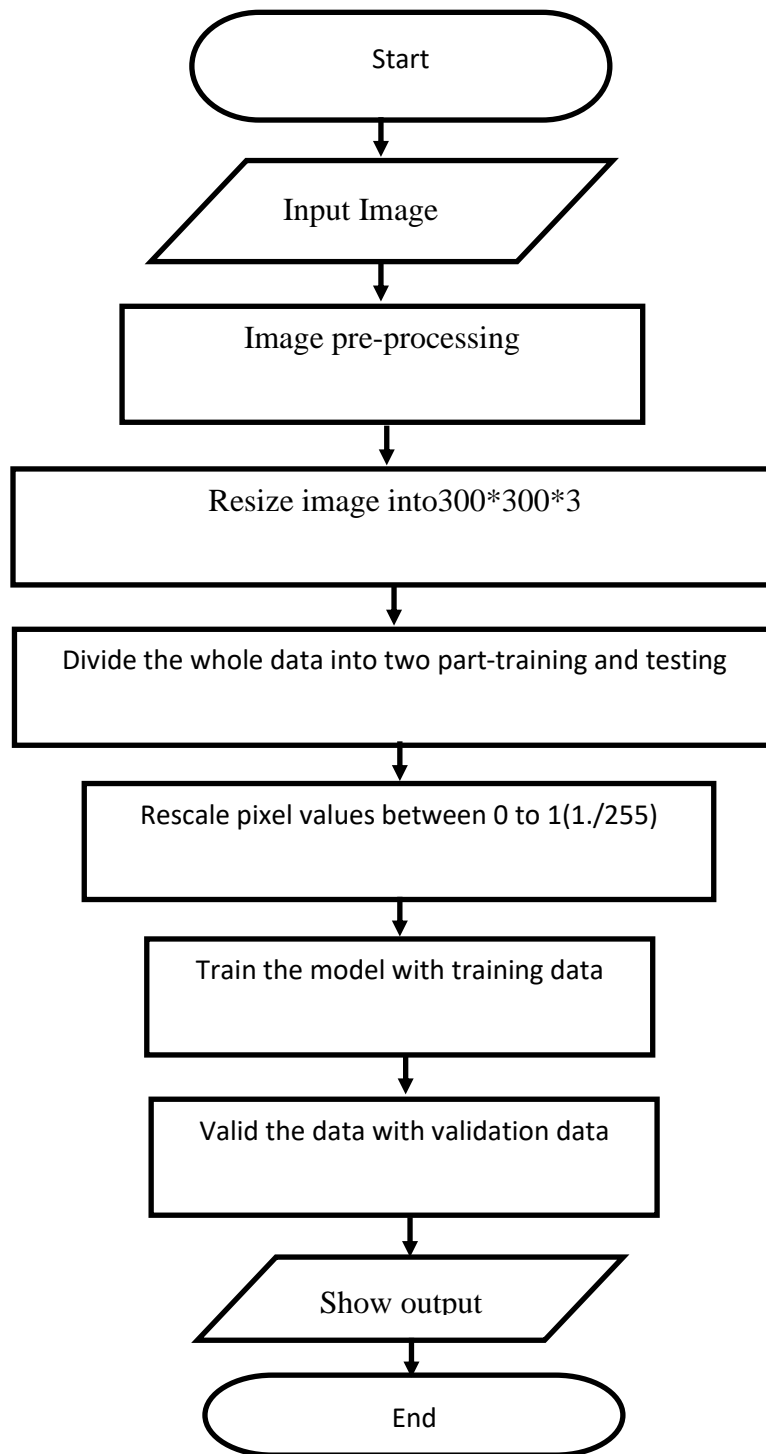 Start
Input Image
Image pre-processing
Resize image into300*300*3
Divide the whole data into two part-training and testing
Rescale pixel values between 0 to 1(1./255)
Train the model with training data
Valid the data with validation data
Show output
End